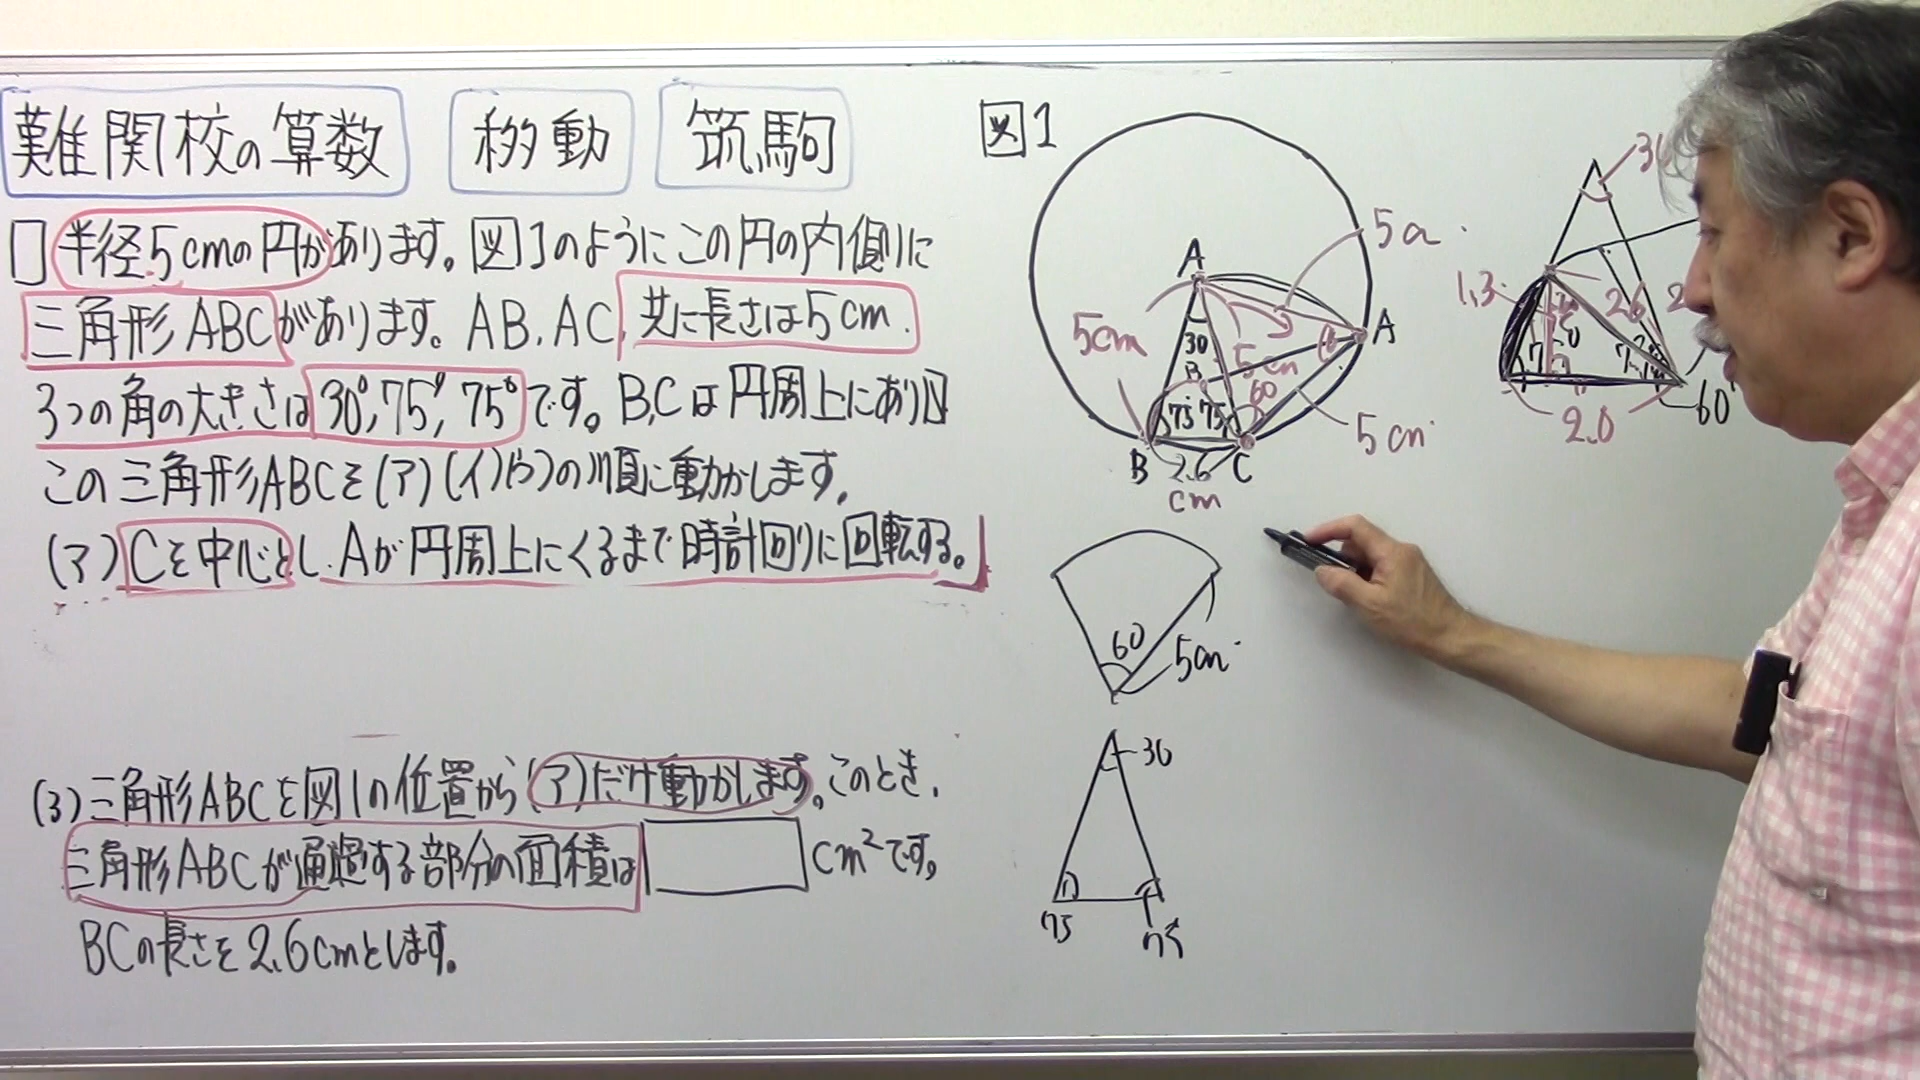 難関校の算数 移動 筑駒
半径5cmの円があります。図1のようにこの円の内側に
三角形ABCがあります。AB、AC、共に長さは5cm.
3つの角の大きさは30°,75°,75°です。B,Cは円周上にあり
この三角形ABCを(ア)(イ)(ウ)の順に動かします。
(ア)Cを中心とし、Aが円周上にくるまで時計回りに回転する。
(3)三角形ABCを図1の位置から(ア)だけ動かします。このとき、
三角形ABCが通過する部分の面積は cm²です。
BCの長さを2.6cmとします。
図1
A
5cm
30
B
5cm
60
75 75
A
5cm
B 2.6 C
cm
60
5cm
30
75
75
1.3
2.6
2.0
60°